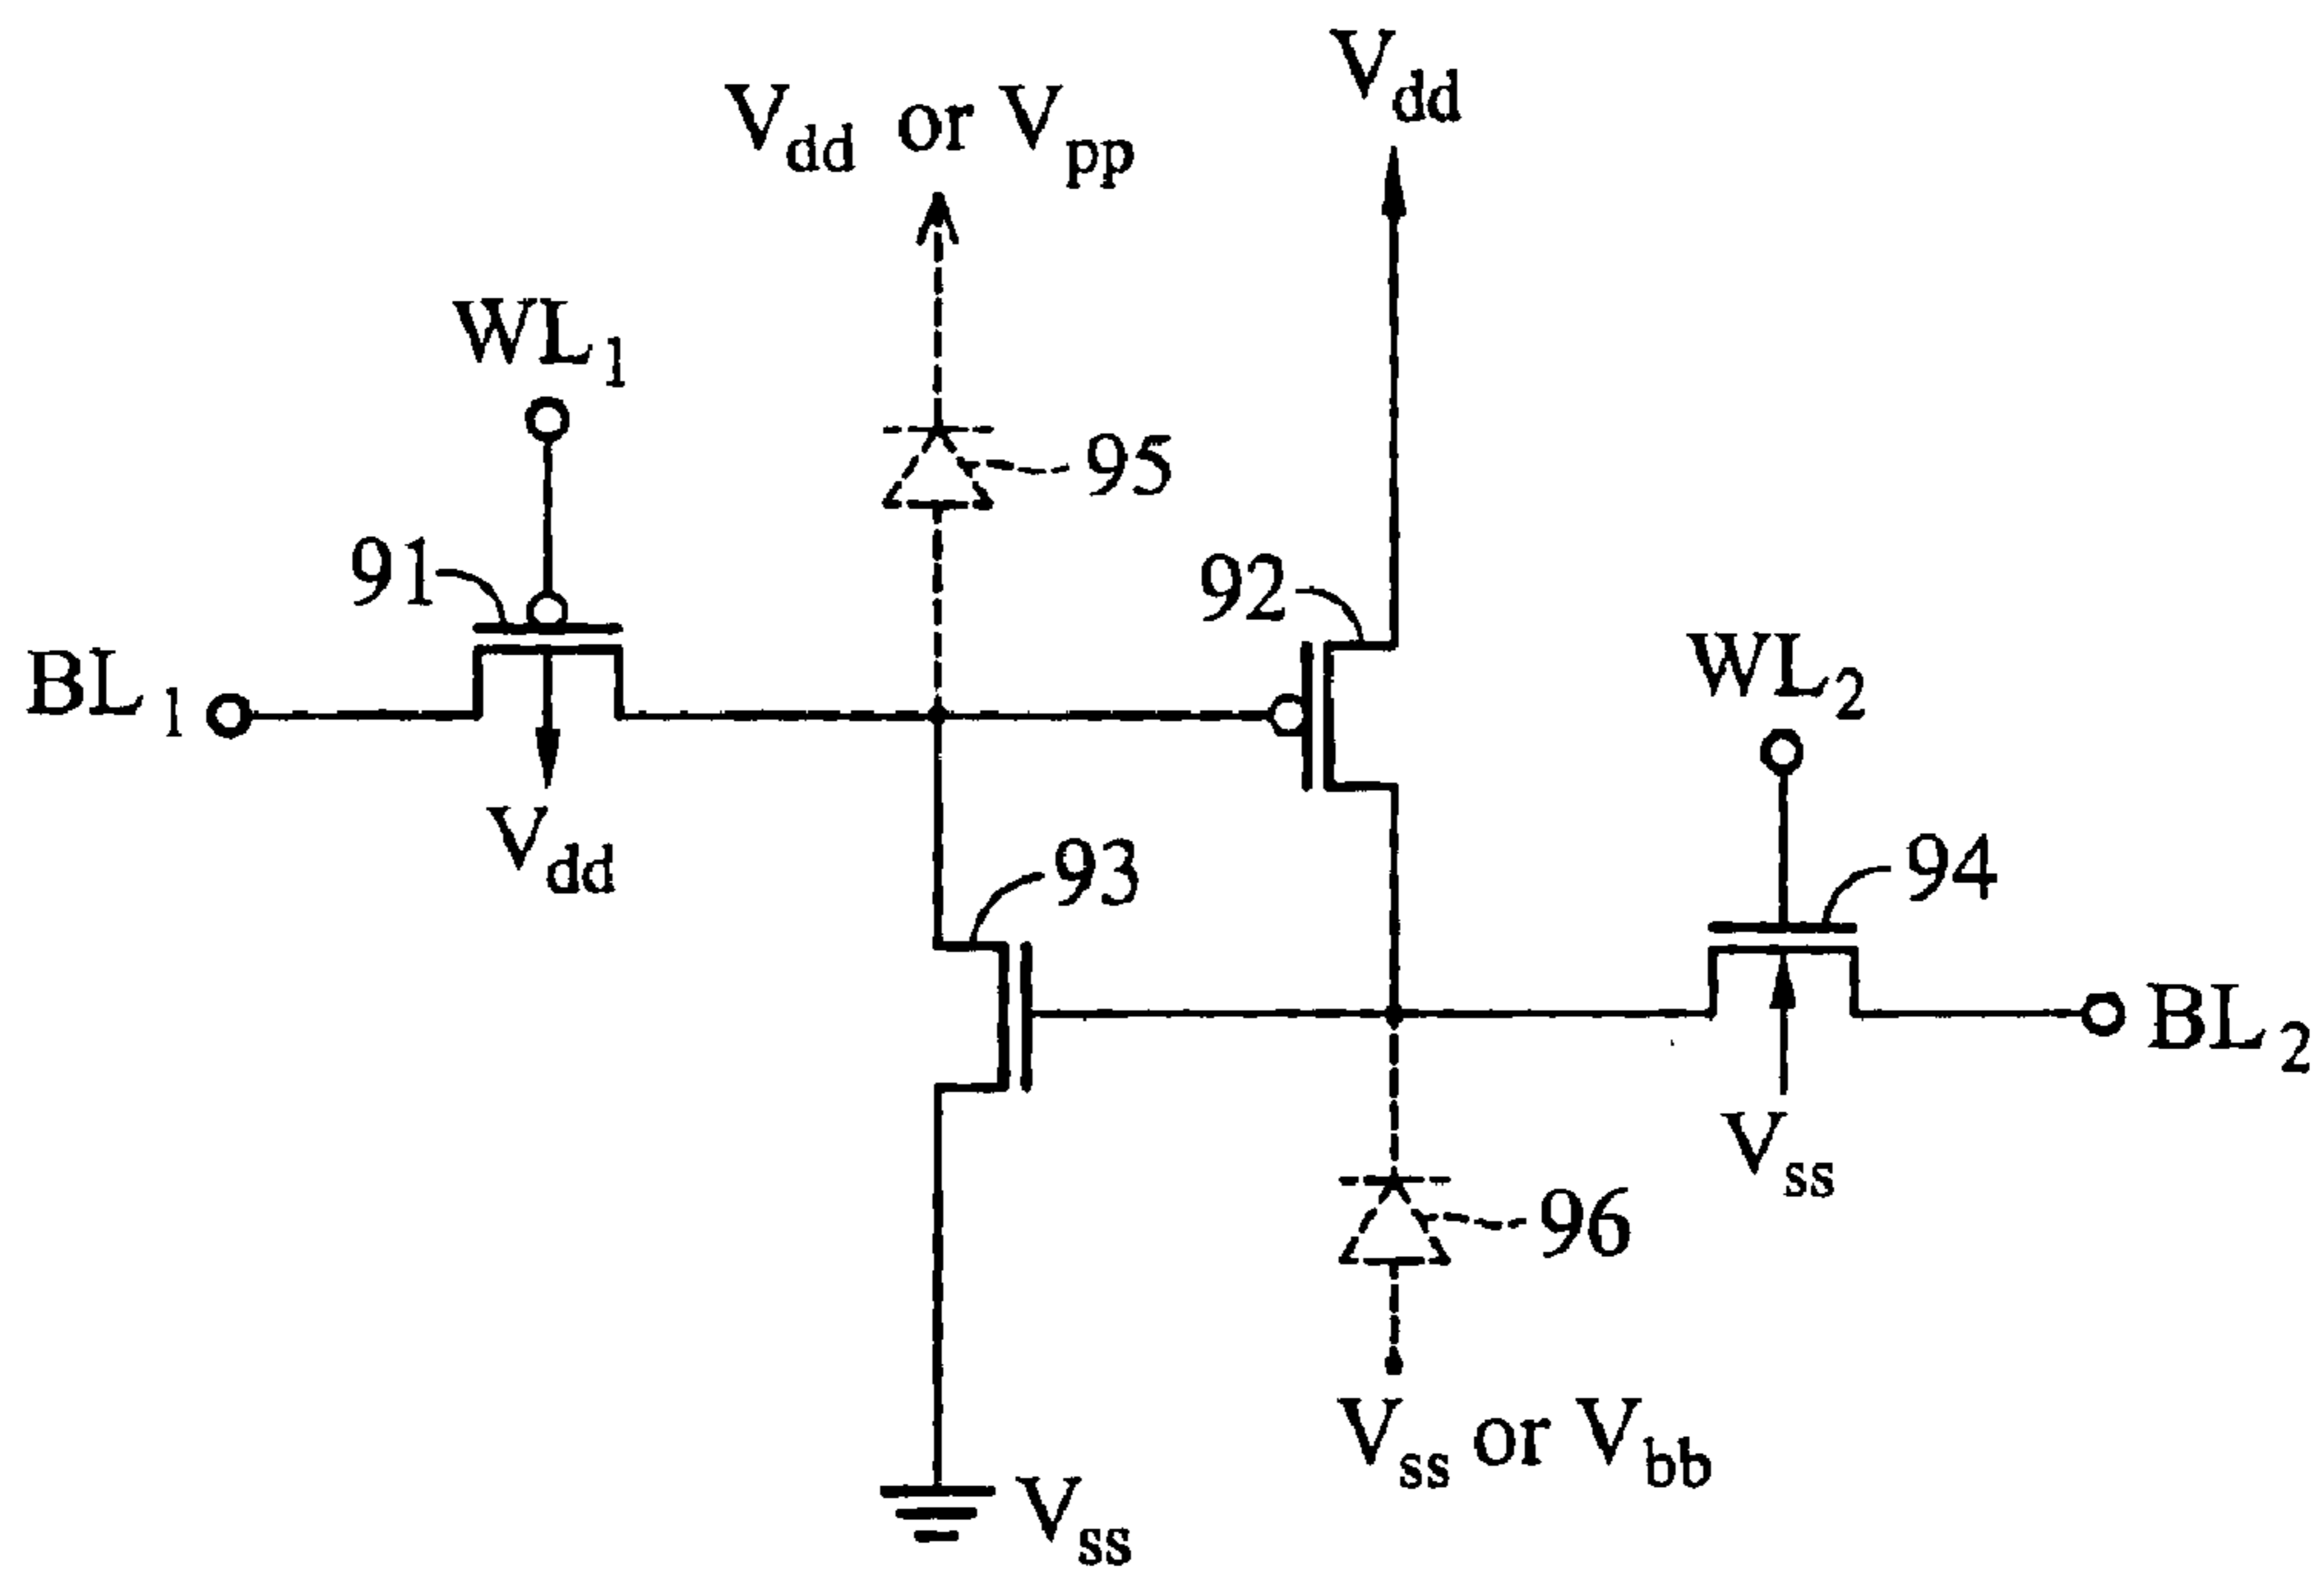 Vdd
Vdd or Vpp
WL1
95
91
92
BL1
WL2
Vdd
93
94
BL2
Vss
96
Vss or Vbb
Vss